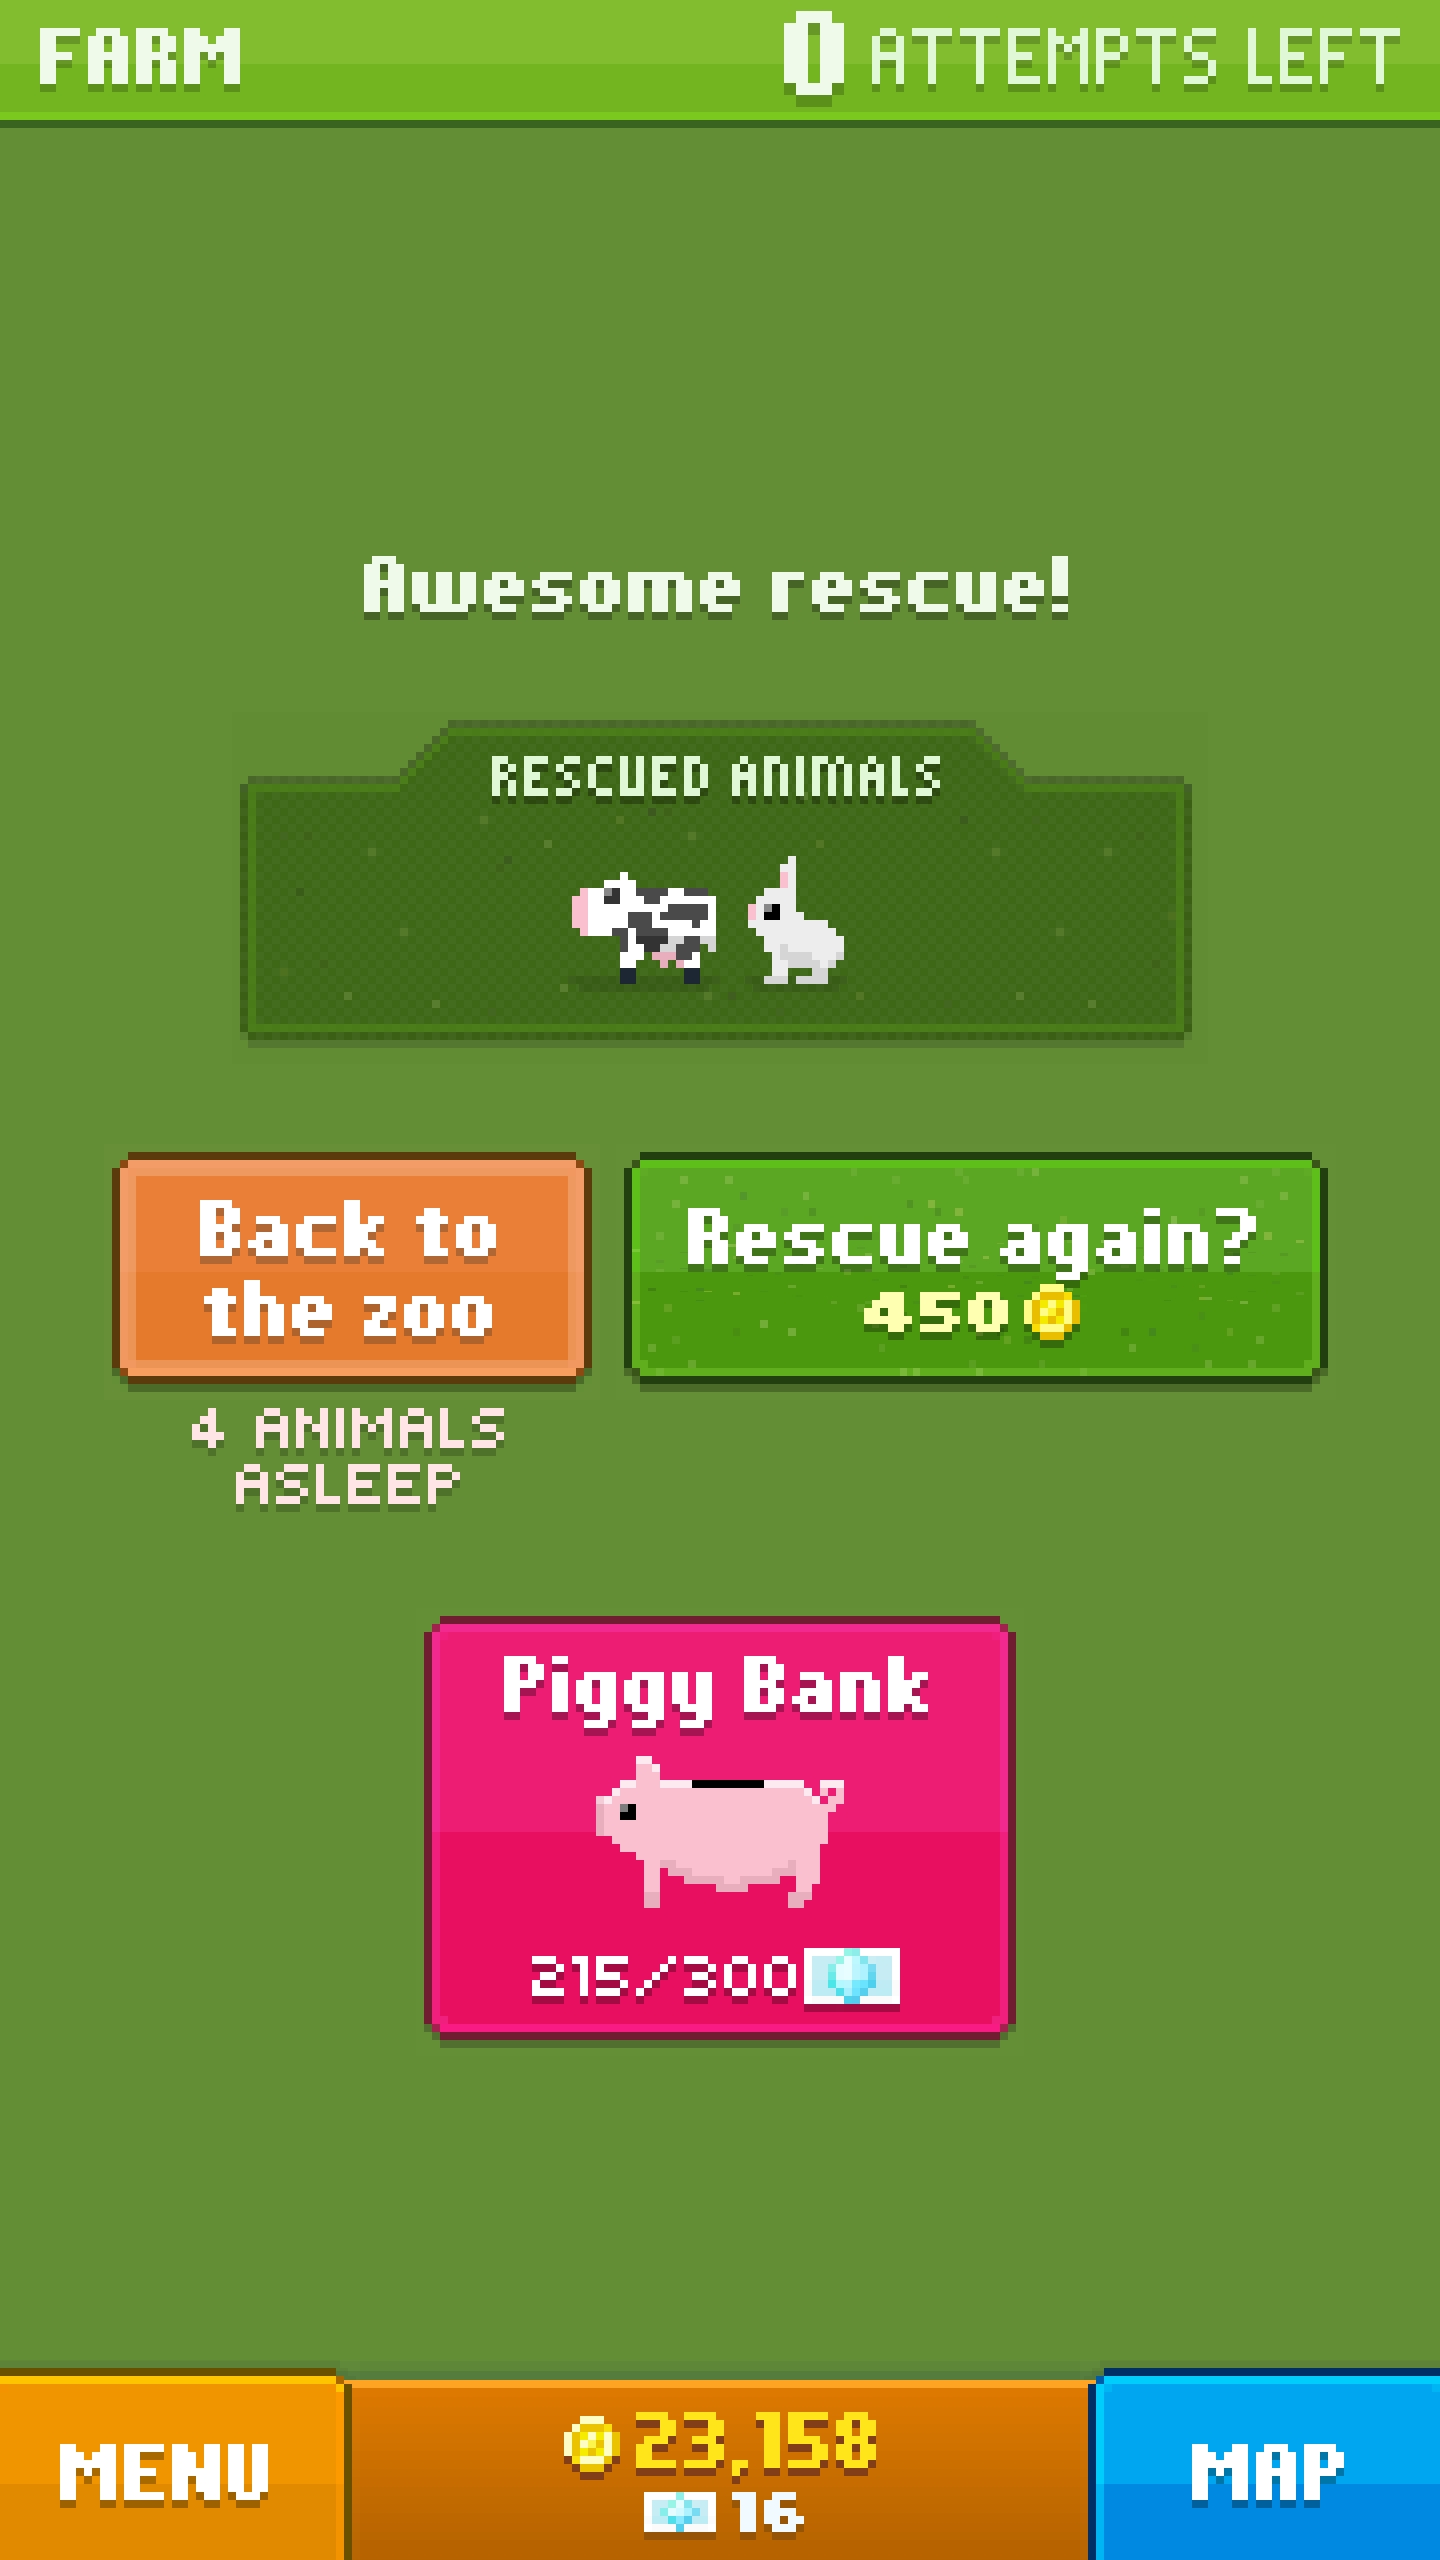 FARM
0 ATTEMPTS LEFT
Awesome rescue!
RESCUED ANIMALS
Back to
the zoo
Rescue again?
450
4 ANIMALS
ASLEEP
Piggy Bank
215/300
MENU
23,158
16
MAP